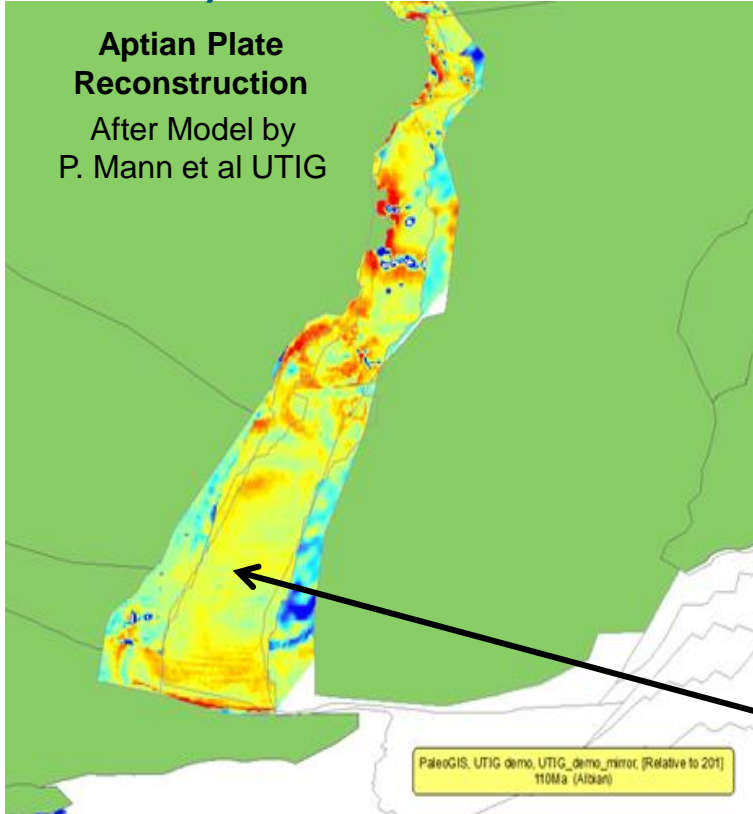 Aptian Plate
Reconstruction
After Model by
P. Mann et al UTIG
PaleoGIS, UTIG demo, UTIG_demo_mirror, [Relative to 201]
110Ma (Albian)